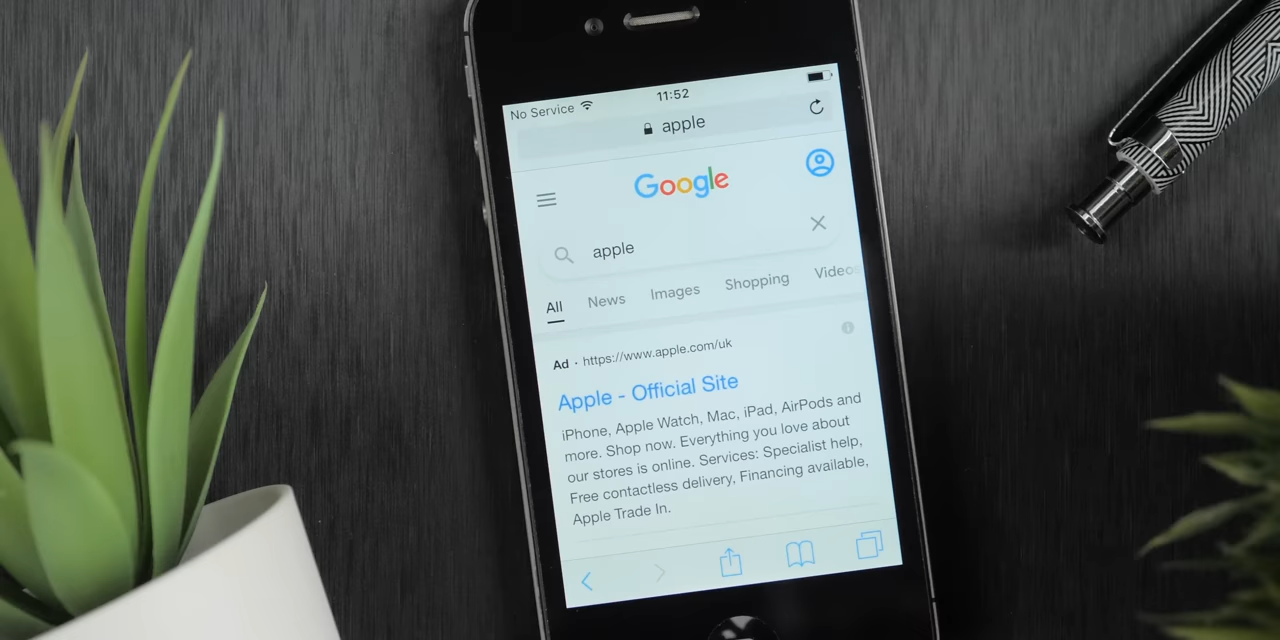 No Service 11:52
apple
Google
apple
All News Images Shopping Videos
Ad · https://www.apple.com/uk
Apple - Official Site
iPhone, Apple Watch, Mac, iPad, AirPods and
more. Shop now. Everything you love about
our stores is online. Services: Specialist help,
Free contactless delivery, Financing available,
Apple Trade In.